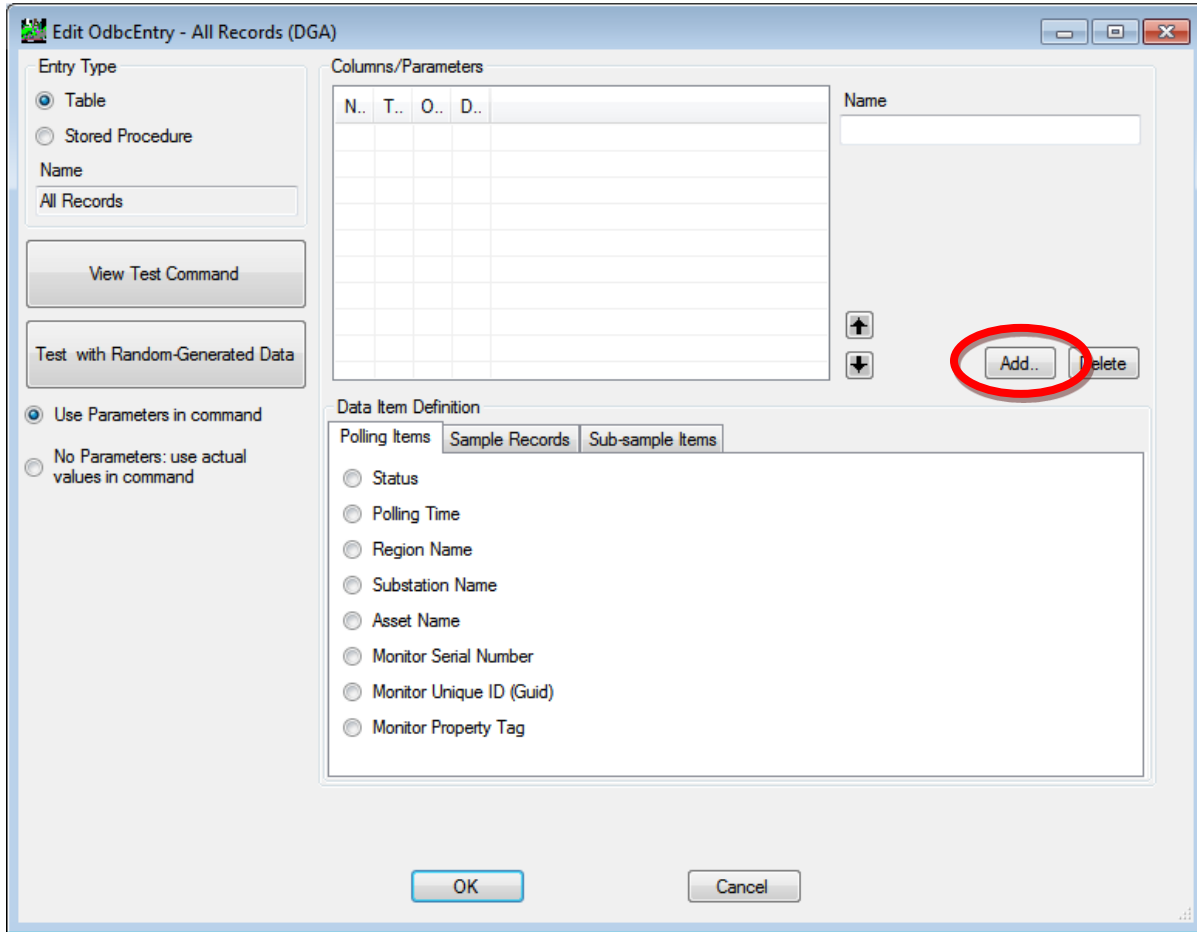 Edit OdbcEntry - All Records (DGA)
Entry Type
Table
Stored Procedure
Name
All Records
View Test Command
Test with Random-Generated Data
Use Parameters in command
No Parameters: use actual
values in command
Columns/Parameters
N.. T.. O.. D..
Name
Add.. Delete
Data Item Definition
Polling Items Sample Records Sub-sample Items
Status
Polling Time
Region Name
Substation Name
Asset Name
Monitor Serial Number
Monitor Unique ID (Guid)
Monitor Property Tag
OK Cancel